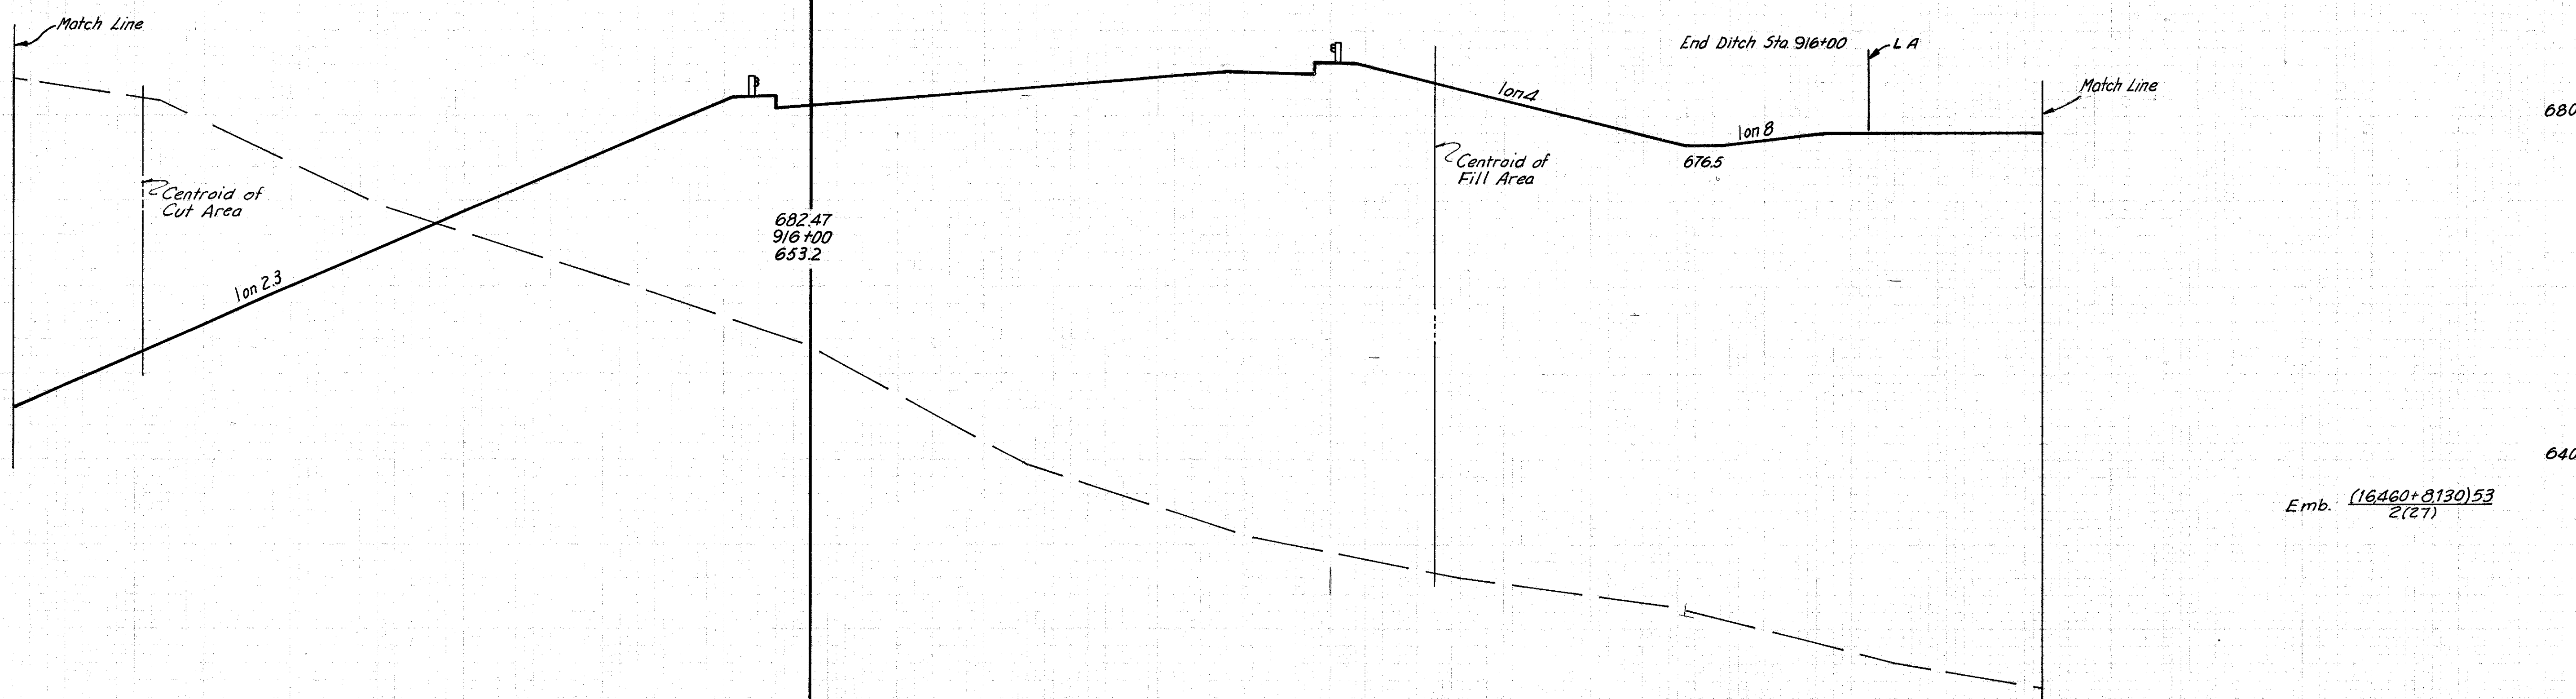 Match Line
End Ditch Sta. 916+00
L A
Match Line
1 on 4
680
1 on 8
Centroid of
Fill Area
676.5
Centroid of
Cut Area
682.47
916+00
653.2
1 on 2.3
640
Emb. (16,460+8,130)53
2(27)